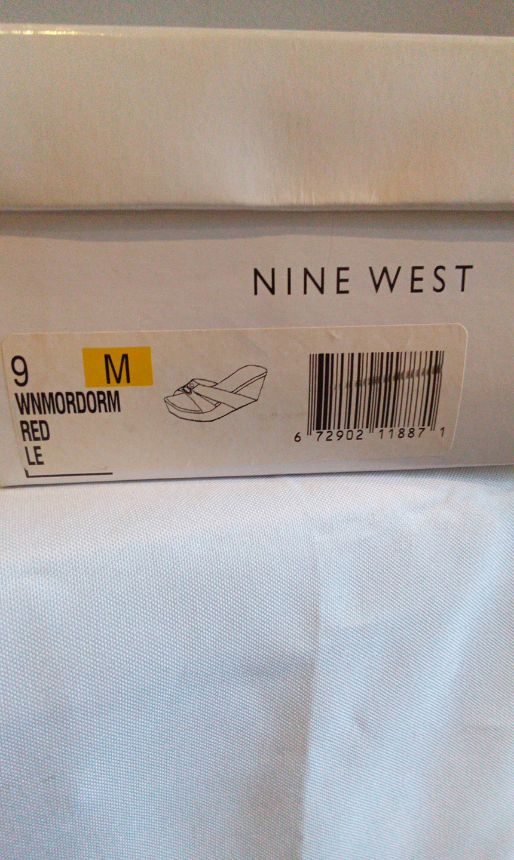 NINE WEST
9 M
WNMORDORM
RED
LE
6 72902 11887 1